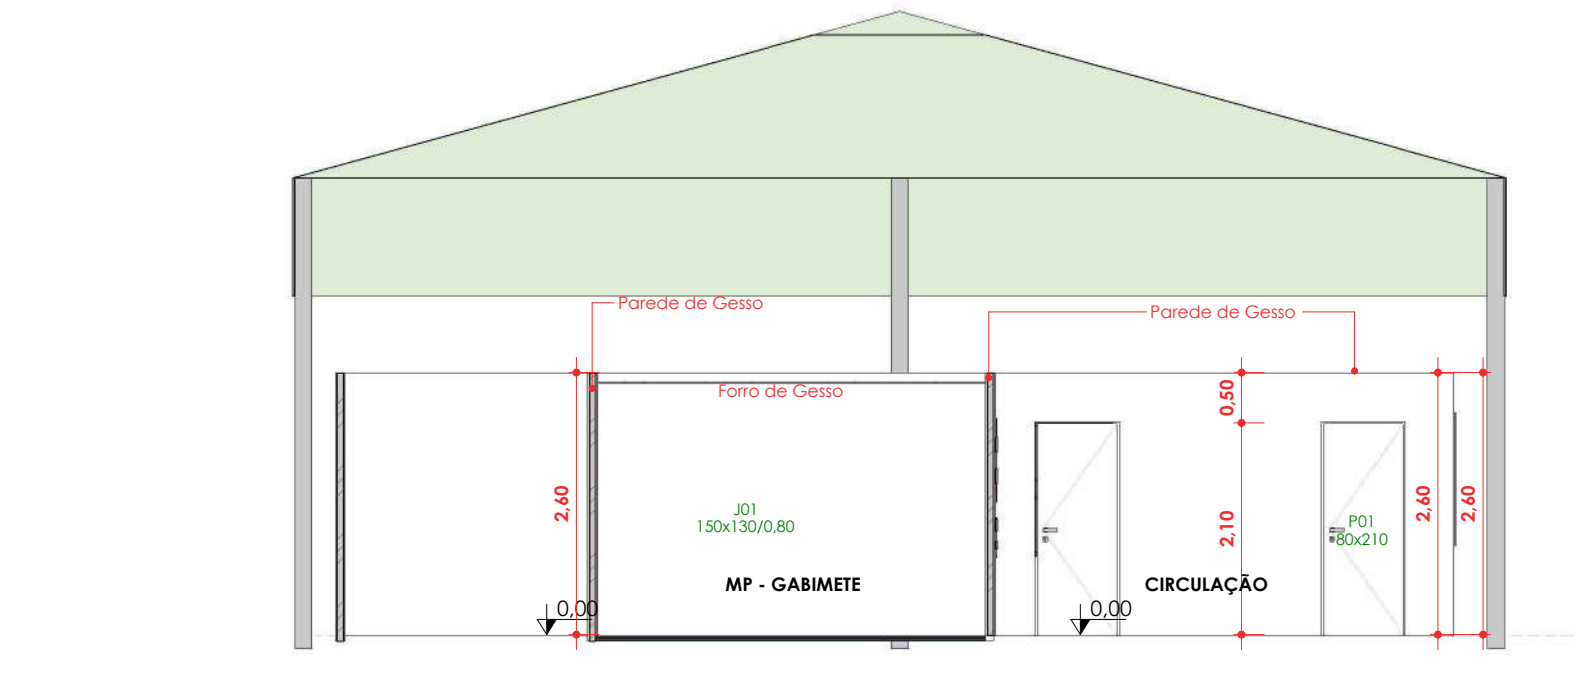 Parede de Gesso
Parede de Gesso
Forro de Gesso
0,50
2,60
2,10
2,60
2,60
J01
150x130/0,80
P01
80x210
MP - GABIMETE
CIRCULAÇÃO
0,00
0,00